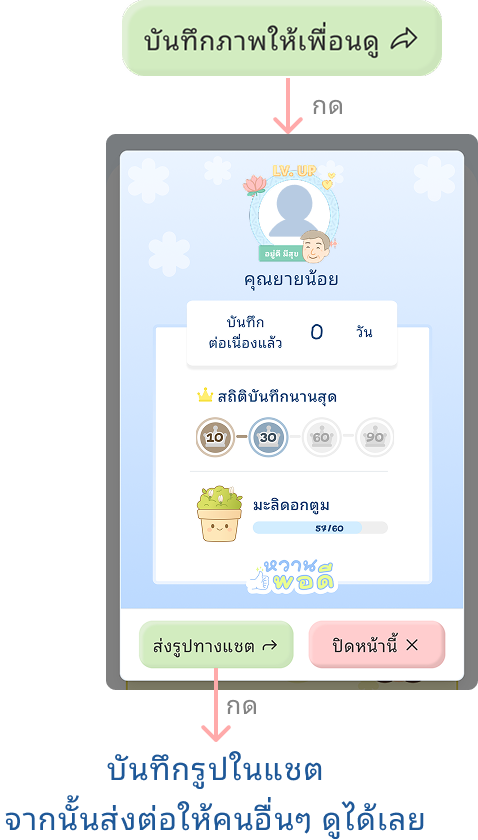 บันทึกภาพให้เพื่อนดู
กด
LV. UP
อยู่ดี มีสุข
คุณยายน้อย
บันทึก
ต่อเนื่องแล้ว
0
วัน
สถิติบันทึกนานสุด
10 30 60 90
มะลิดอกตูม
57/60
หวาน
พอดี
ส่งรูปทางแชต
ปิดหน้านี้
กด
บันทึกรูปในแชต
จากนั้นส่งต่อให้คนอื่นๆ ดูได้เลย